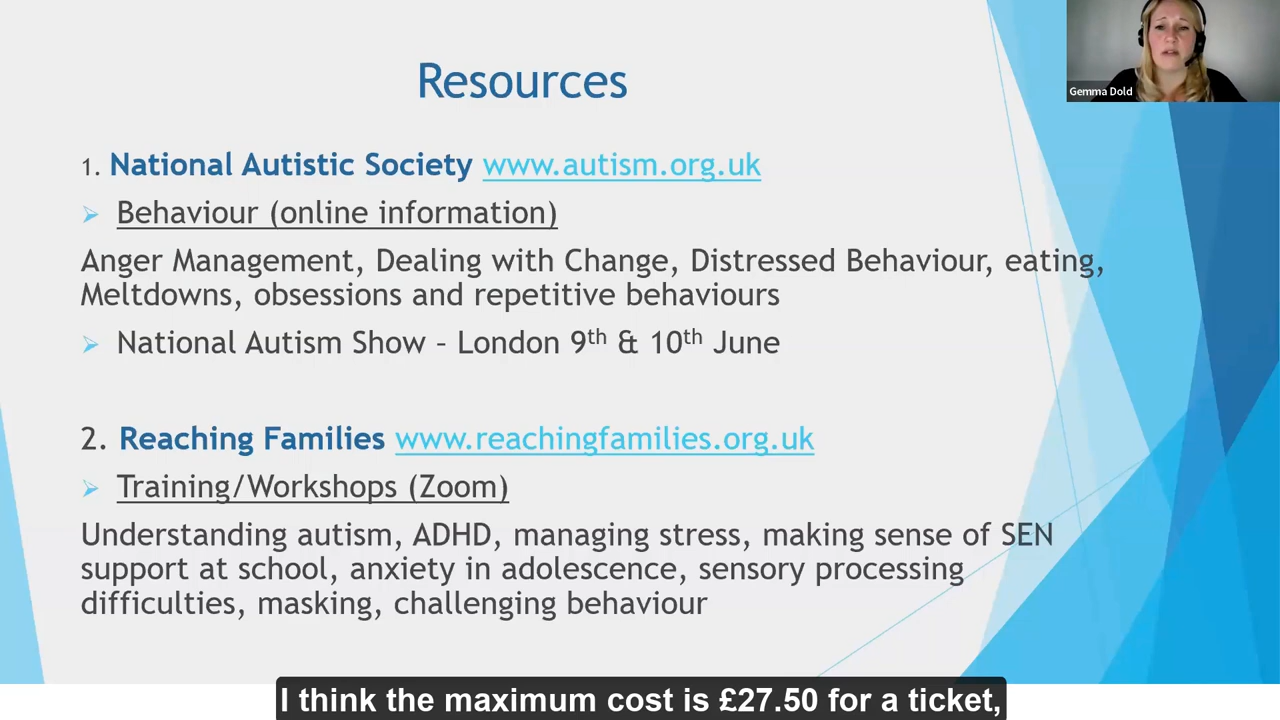 Gemma Dold
Resources
1. National Autistic Society www.autism.org.uk
➢ Behaviour (online information)
Anger Management, Dealing with Change, Distressed Behaviour, eating,
Meltdowns, obsessions and repetitive behaviours
➢ National Autism Show – London 9th & 10th June
2. Reaching Families www.reachingfamilies.org.uk
➢ Training/Workshops (Zoom)
Understanding autism, ADHD, managing stress, making sense of SEN
support at school, anxiety in adolescence, sensory processing
difficulties, masking, challenging behaviour
I think the maximum cost is £27.50 for a ticket,